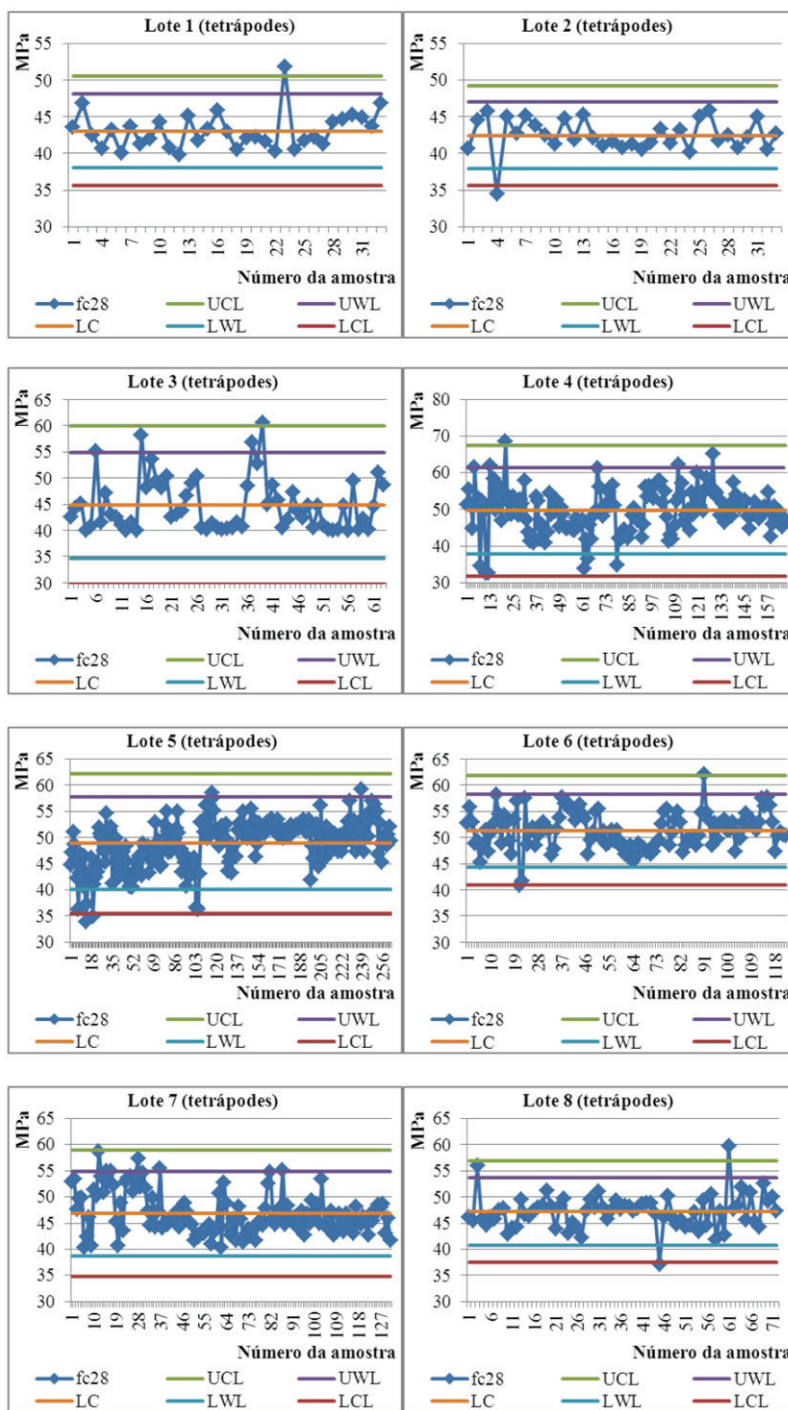 Lote 1 (tetrápodes)
MPa
55
50
45
40
35
30
1 4 7 10 13 16 19 22 25 28 31
Número da amostra
fc28 UCL UWL
LC LWL LCL
Lote 2 (tetrápodes)
MPa
55
50
45
40
35
30
1 4 7 10 13 16 19 22 25 28 31
Número da amostra
fc28 UCL UWL
LC LWL LCL
Lote 3 (tetrápodes)
MPa
65
60
55
50
45
40
35
30
1 6 11 16 21 26 31 36 41 46 51 56 61
Número da amostra
fc28 UCL UWL
LC LWL LCL
Lote 4 (tetrápodes)
MPa
80
70
60
50
40
30
1 13 25 37 49 61 73 85 97 109 121 133 145 157
Número da amostra
fc28 UCL UWL
LC LWL LCL
Lote 5 (tetrápodes)
MPa
65
60
55
50
45
40
35
30
1 18 35 52 69 86 103 120 137 154 171 188 205 222 239 256
Número da amostra
fc28 UCL UWL
LC LWL LCL
Lote 6 (tetrápodes)
MPa
65
60
55
50
45
40
35
30
1 10 19 28 37 46 55 64 73 82 91 100 109 118
Número da amostra
fc28 UCL UWL
LC LWL LCL
Lote 7 (tetrápodes)
MPa
65
60
55
50
45
40
35
30
1 10 19 28 37 46 55 64 73 82 91 100 109 118 127
Número da amostra
fc28 UCL UWL
LC LWL LCL
Lote 8 (tetrápodes)
MPa
65
60
55
50
45
40
35
30
1 6 11 16 21 26 31 36 41 46 51 56 61 66 71
Número da amostra
fc28 UCL UWL
LC LWL LCL